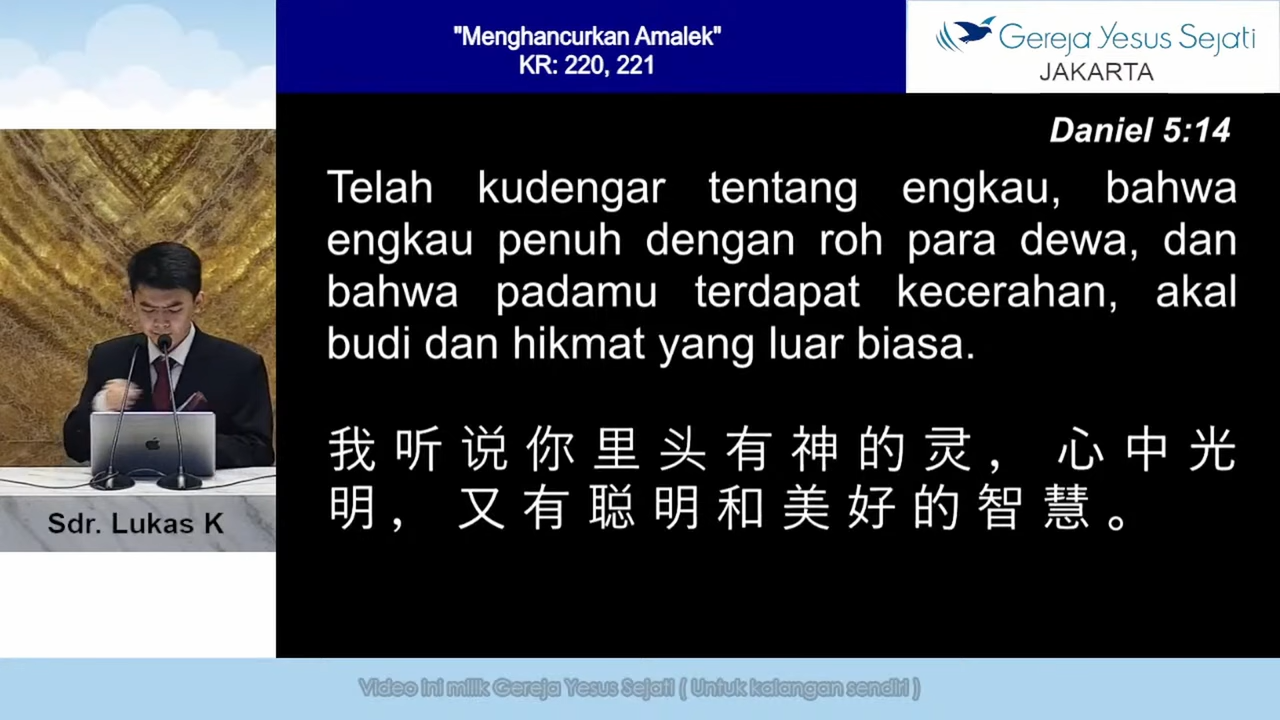 "Menghancurkan Amalek"
KR: 220, 221
Gereja Yesus Sejati
JAKARTA
Daniel 5:14
Telah kudengar tentang engkau, bahwa
engkau penuh dengan roh para dewa, dan
bahwa padamu terdapat kecerahan, akal
budi dan hikmat yang luar biasa.
我听说你里头有神的灵，心中光
明，又有聪明和美好的智慧。
Sdr. Lukas K
Video ini milik Gereja Yesus Sejati ( Untuk kalangan sendiri )